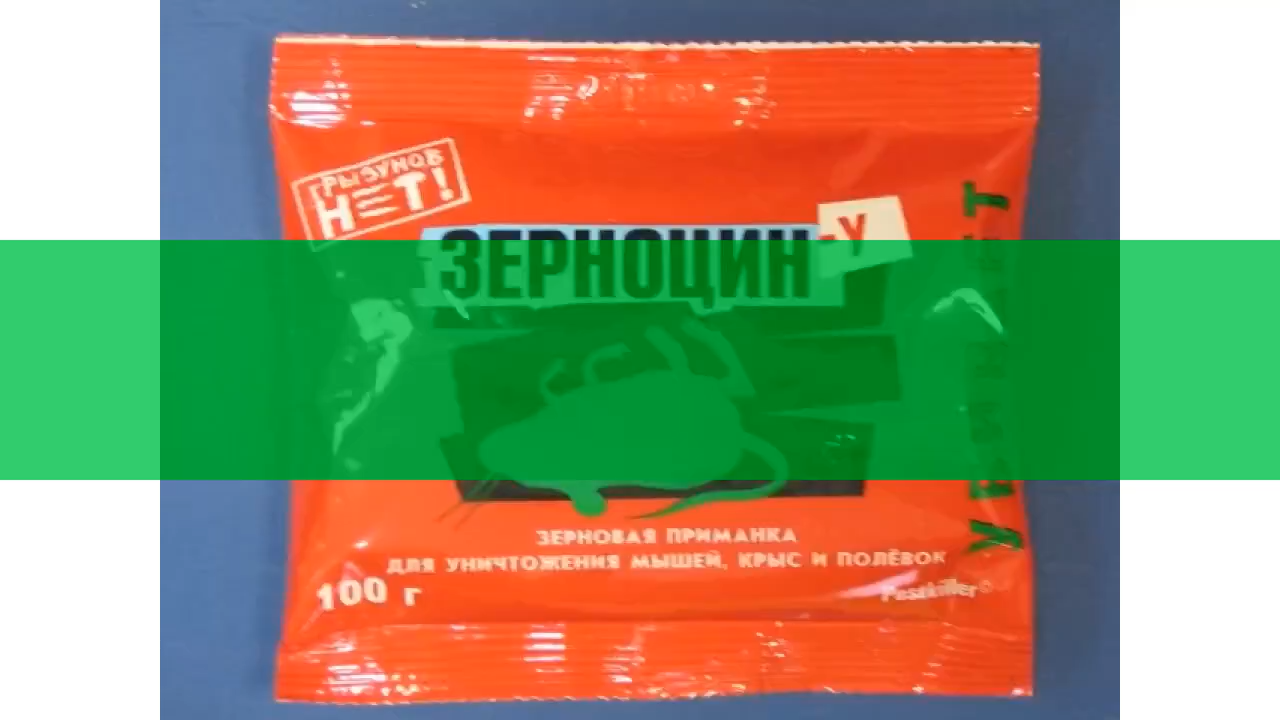 ГРЫЗУНОВ
НЕТ!
ЗЕРНОЦИН-У
ЗЕРНОВАЯ ПРИМАНКА
ДЛЯ УНИЧТОЖЕНИЯ МЫШЕЙ, КРЫС И ПОЛЁВОК
100 г